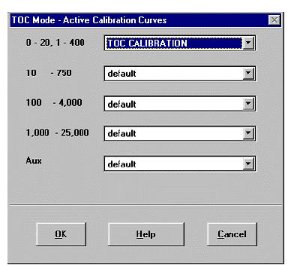 TOC Mode - Active Calibration Curves
0 - 20, 1 - 400 TOC CALIBRATION
10 - 750 default
100 - 4,000 default
1,000 - 25,000 default
Aux default
OK Help Cancel